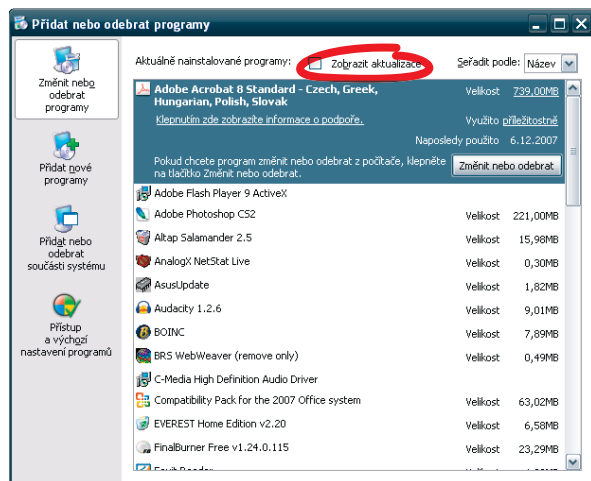 Přidat nebo odebrat programy
Změnit nebo
odebrat
programy
Přidat nové
programy
Přidat nebo
odebrat
součásti systému
Přístup
a výchozí
nastavení programů
Aktuálně nainstalované programy:
Zobrazit aktualizace
Seřadit podle:
Název
Adobe Acrobat 8 Standard - Czech, Greek,
Hungarian, Polish, Slovak
Velikost 739,00MB
Klepnutím zde zobrazíte informace o podpoře.
Využito příležitostně
Naposledy použito 6.12.2007
Pokud chcete program změnit nebo odebrat z počítače, klepněte
na tlačítko Změnit nebo odebrat.
Změnit nebo odebrat
Adobe Flash Player 9 ActiveX
Adobe Photoshop CS2 Velikost 221,00MB
Altap Salamander 2.5 Velikost 15,98MB
AnalogX NetStat Live Velikost 0,30MB
AsusUpdate Velikost 1,82MB
Audacity 1.2.6 Velikost 9,01MB
BOINC Velikost 7,89MB
BRS WebWeaver (remove only) Velikost 0,49MB
C-Media High Definition Audio Driver
Compatibility Pack for the 2007 Office system Velikost 63,02MB
EVEREST Home Edition v2.20 Velikost 6,58MB
FinalBurner Free v1.24.0.115 Velikost 23,29MB